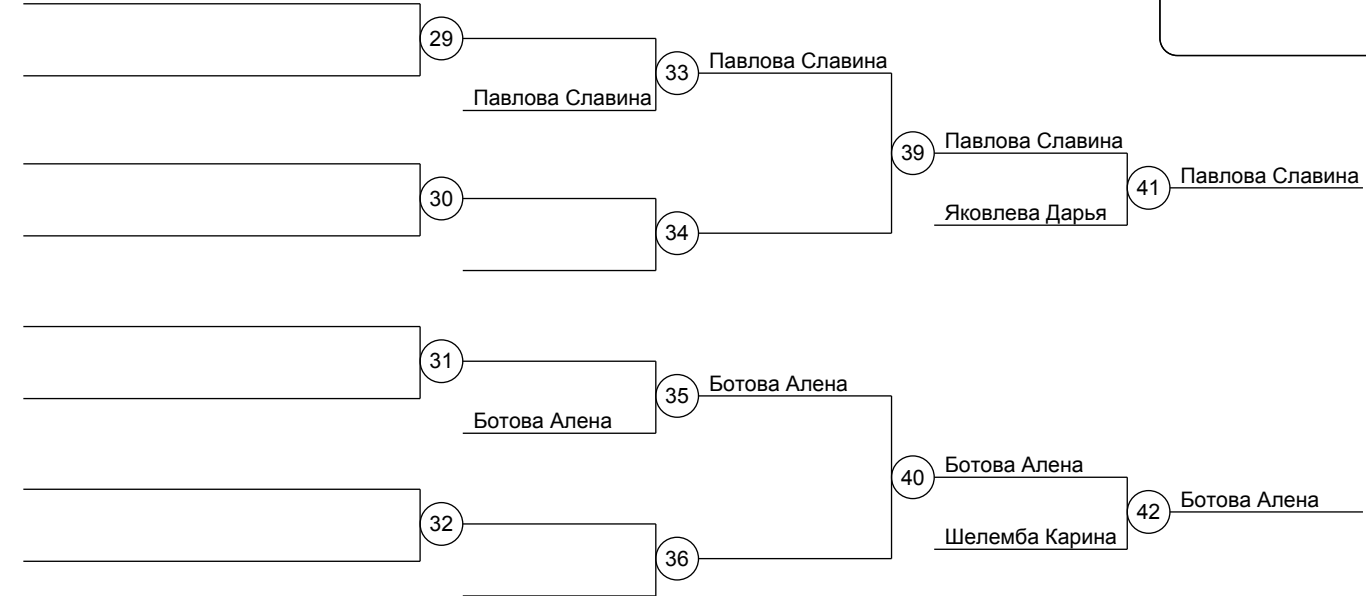 29
Павлова Славина
33
Павлова Славина
39
Павлова Славина
41
Павлова Славина
30
34
Яковлева Дарья
31
35
Ботова Алена
Ботова Алена
40
Ботова Алена
42
Ботова Алена
32
36
Шелемба Карина